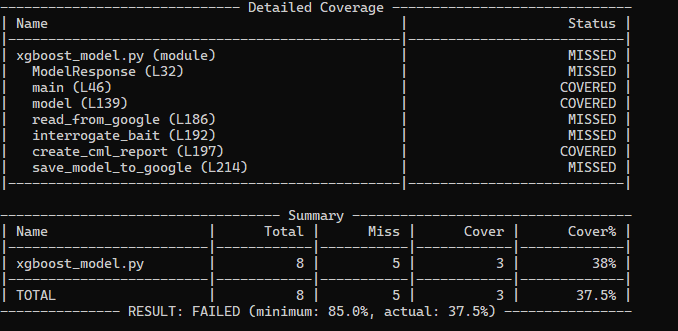 Detailed Coverage
| Name | Status |
| xgboost_model.py (module) | MISSED |
| ModelResponse (L32) | MISSED |
| main (L46) | COVERED |
| model (L139) | COVERED |
| read_from_google (L186) | MISSED |
| interrogate_bait (L192) | MISSED |
| create_cml_report (L197) | COVERED |
| save_model_to_google (L214) | MISSED |
Summary
| Name | Total | Miss | Cover | Cover% |
| xgboost_model.py | 8 | 5 | 3 | 38% |
| TOTAL | 8 | 5 | 3 | 37.5% |
RESULT: FAILED (minimum: 85.0%, actual: 37.5%)